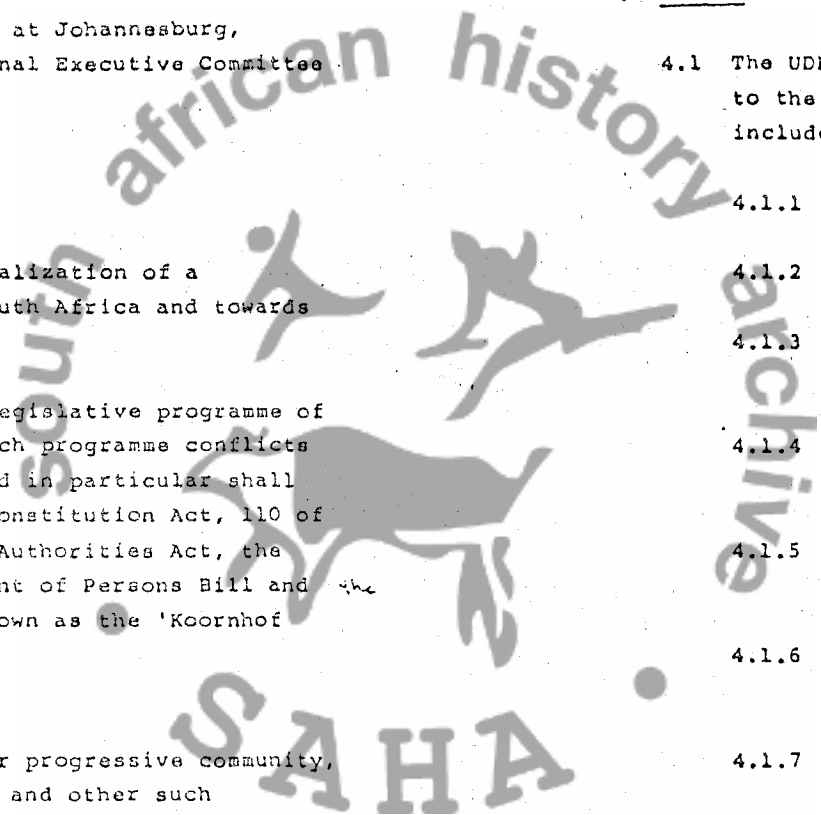 at Johannesburg,
nal Executive Committee
alization of a
uth Africa and towards
egislative programme of
ch programme conflicts
d in particular shall
onstitution Act, 110 of
Authorities Act, the
nt of Persons Bill and the
own as the 'Koornhof
r progressive community,
and other such
4.1 The UD
to the
include
4.1.1
4.1.2
4.1.3
4.1.4
4.1.5
4.1.6
4.1.7
south african history archive
SAHA